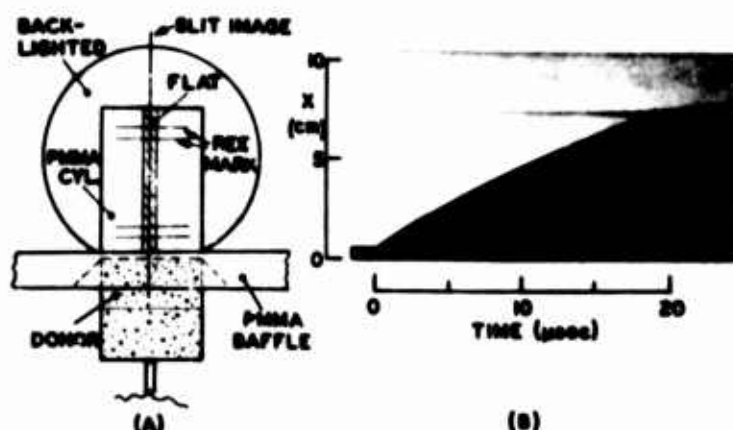 BACK-
LIGHTED
SLIT IMAGE
FLAT
REF
MARK
PMMA
CYL.
DONOR
PMMA
BAFFLE
(A)
10
X
(CM)
5
0
0
10
20
TIME (µsec)
(B)